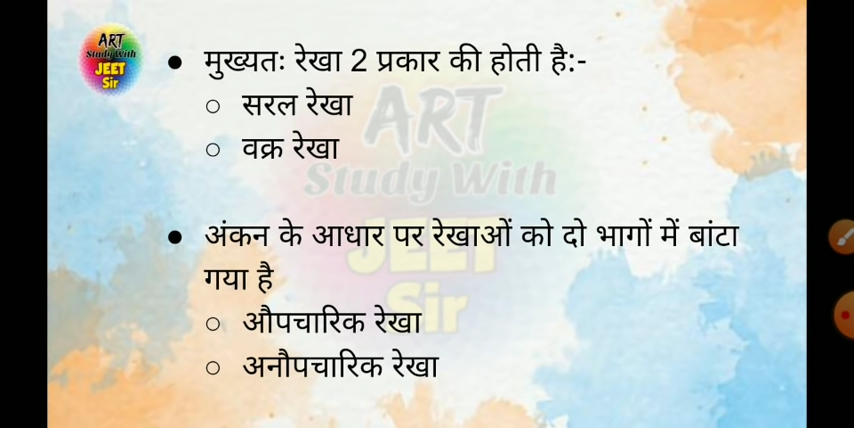 ART
Study With
JEET
Sir
● मुख्यतः रेखा 2 प्रकार की होती है:-
○ सरल रेखा
○ वक्र रेखा
ART
Study With
JEET
Sir
● अंकन के आधार पर रेखाओं को दो भागों में बांटा
गया है
○ औपचारिक रेखा
○ अनौपचारिक रेखा